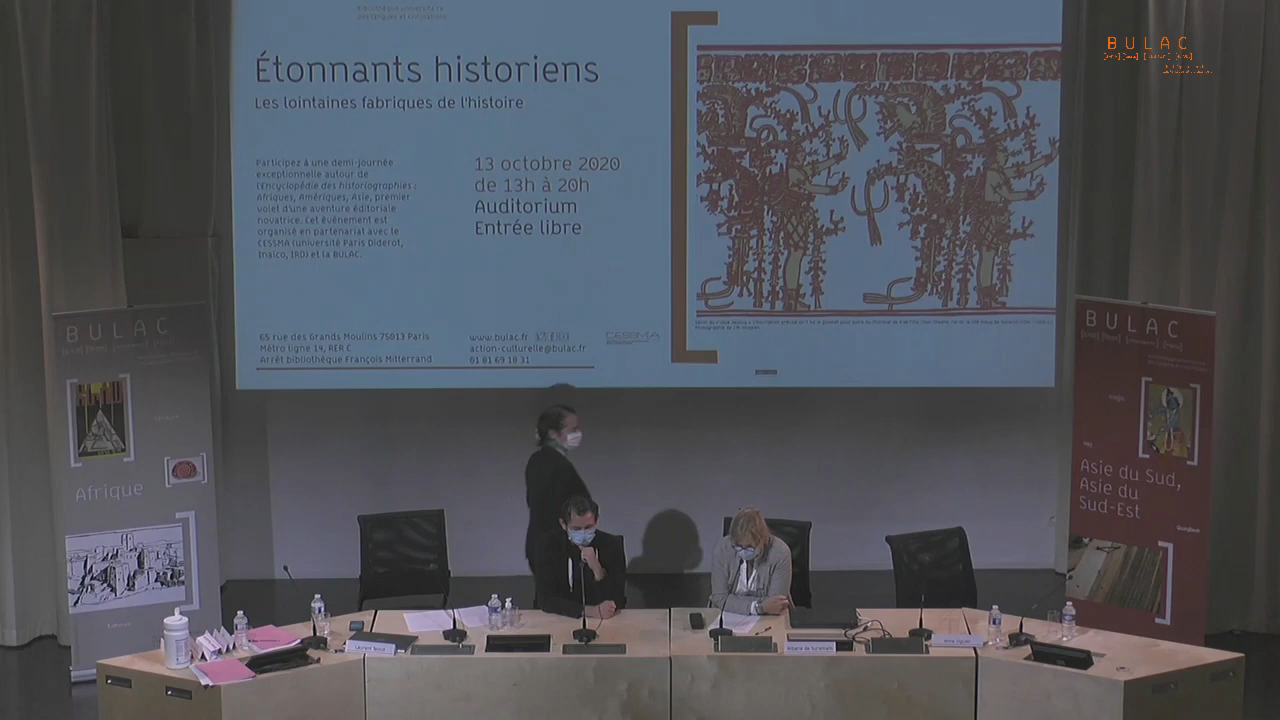 Étonnants historiens
Les lointaines fabriques de l'histoire
Participez à une demi-journée
exceptionnelle autour de
l'Encyclopédie des historiographies :
Afriques, Amériques, Asie, premier
volet d'une aventure éditoriale
novatrice. Cet événement est
organisé en partenariat avec le
CESSMA (université Paris Diderot,
Inalco, IRD) et la BULAC.
13 octobre 2020
de 13h à 20h
Auditorium
Entrée libre
65 rue des Grands Moulins 75013 Paris
Métro ligne 14, RER C
Arrêt bibliothèque François Mitterrand
www.bulac.fr
action-culturelle@bulac.fr
01 81 69 18 31
CESSMA
BULAC
BULAC
Afrique
BULAC
Asie du Sud,
Asie du
Sud-Est